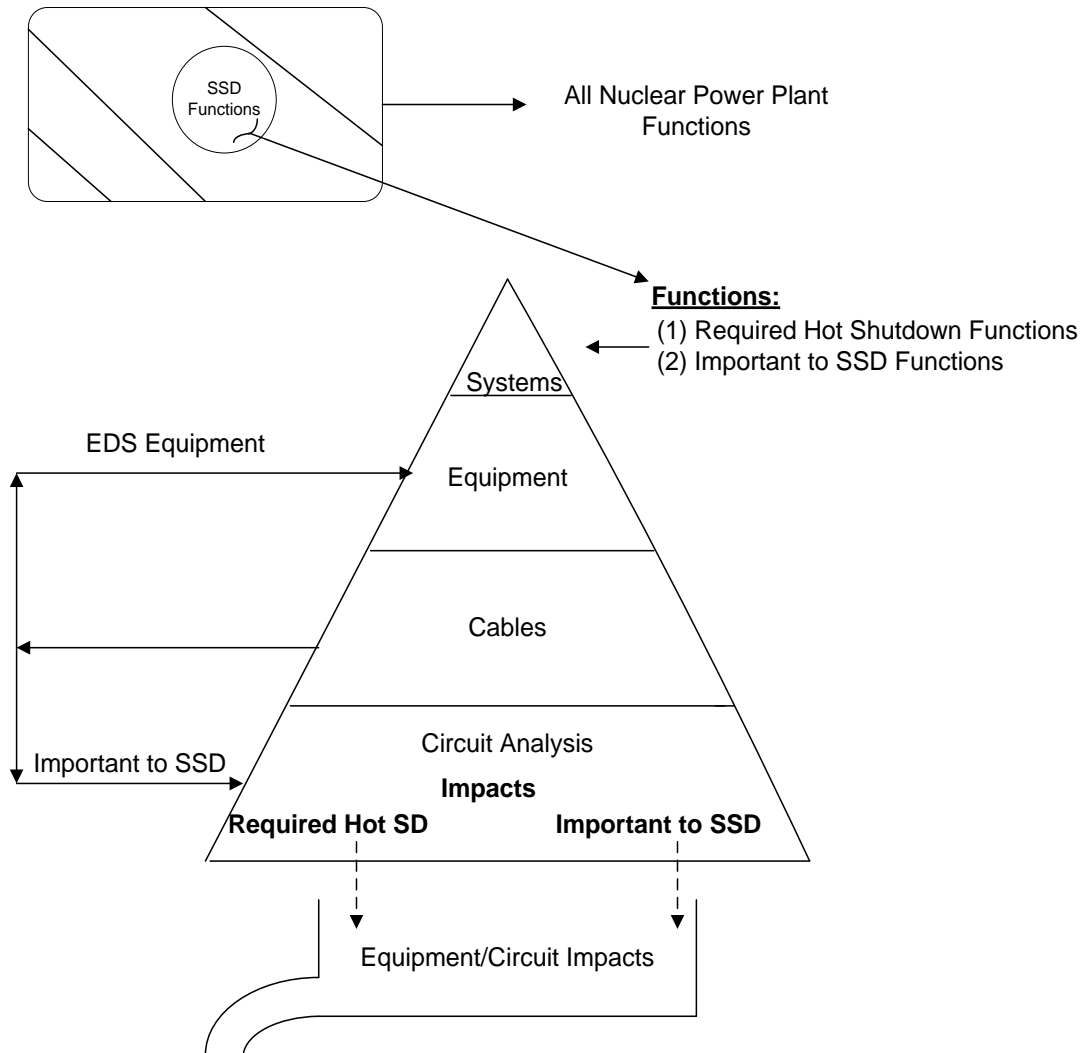 SSD
Functions
All Nuclear Power Plant
Functions
Functions:
(1) Required Hot Shutdown Functions
(2) Important to SSD Functions
Systems
EDS Equipment
Equipment
Cables
Circuit Analysis
Important to SSD
Impacts
Required Hot SD
Important to SSD
Equipment/Circuit Impacts